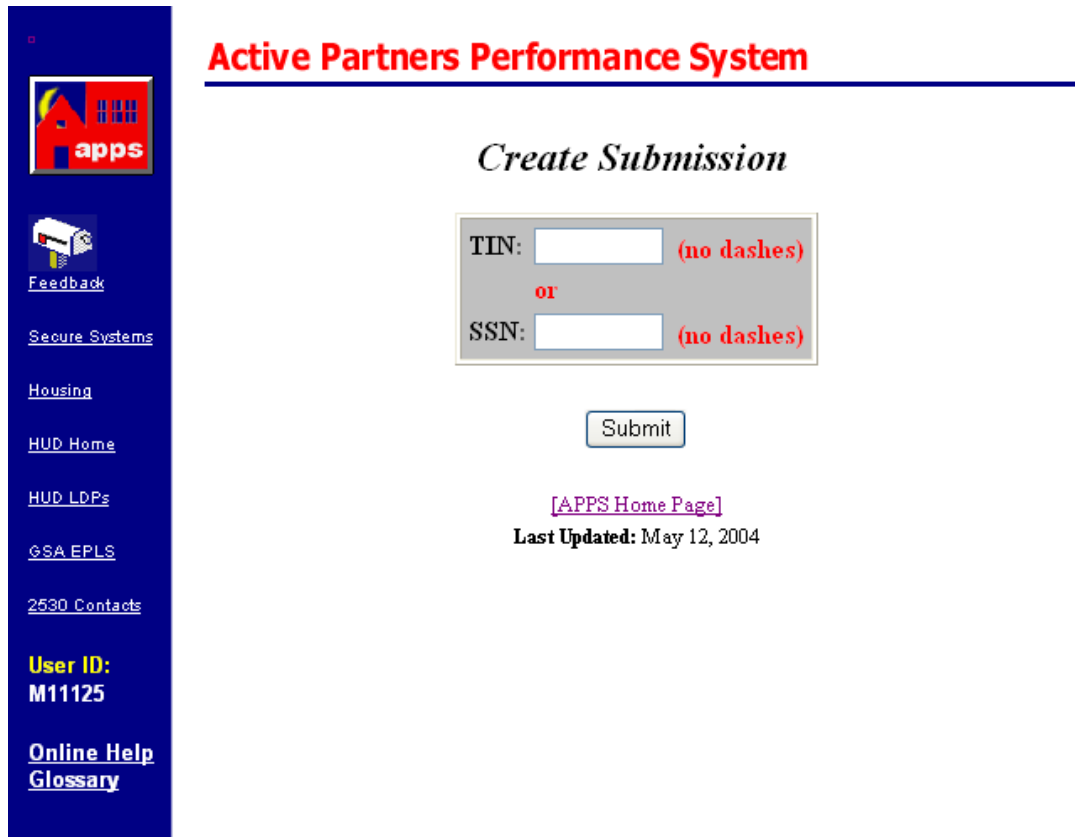 Active Partners Performance System
apps
Feedback
Secure Systems
Housing
HUD Home
HUD LDPs
GSA EPLS
2530 Contacts
User ID:
M11125
Online Help
Glossary
Create Submission
TIN: (no dashes)
or
SSN: (no dashes)
Submit
[APPS Home Page]
Last Updated: May 12, 2004